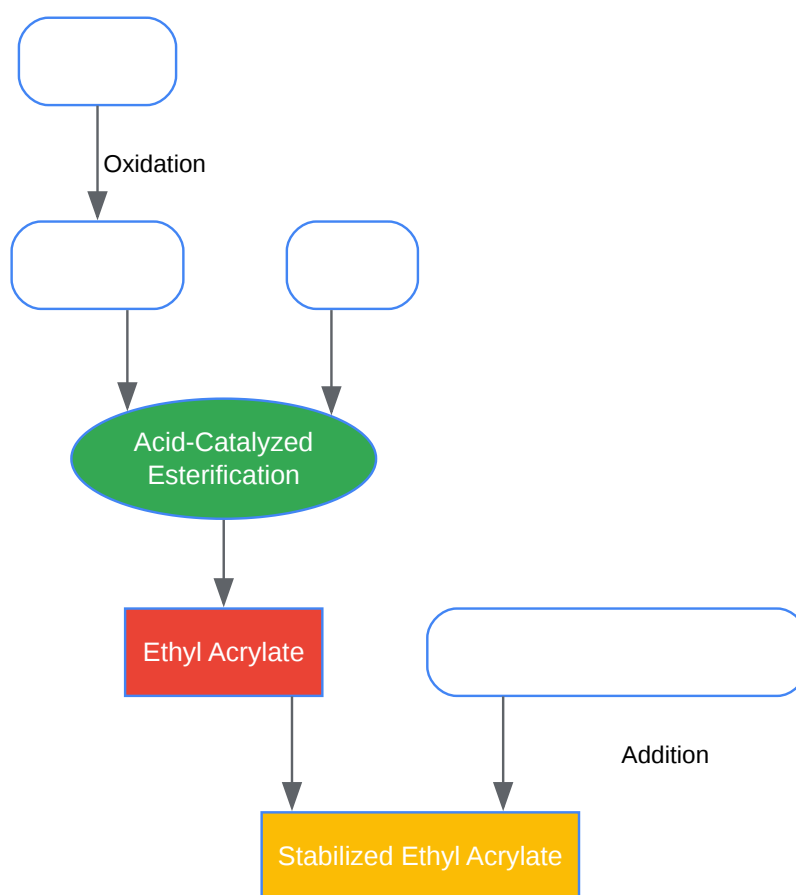 Oxidation
Acid-Catalyzed
Esterification
Ethyl Acrylate
Addition
Stabilized Ethyl Acrylate